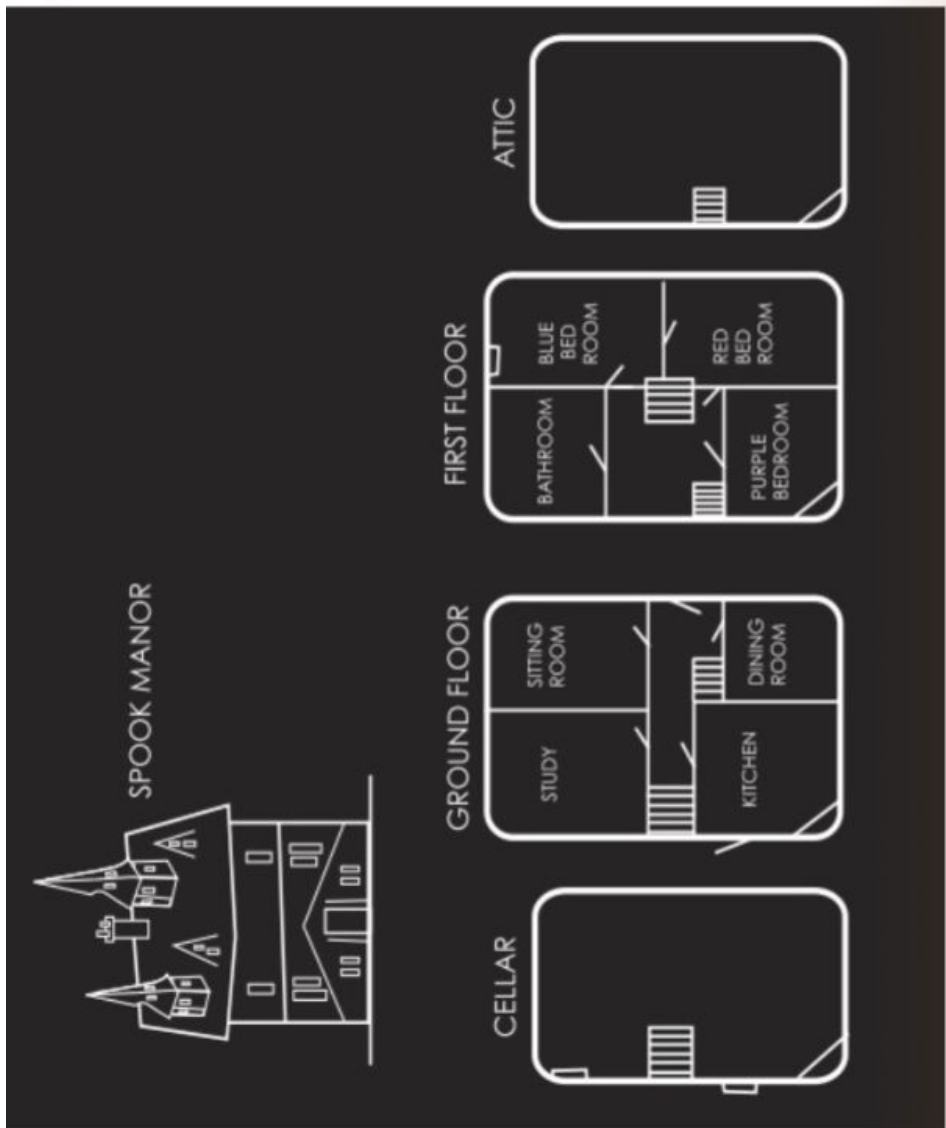 SPOOK MANOR
CELLAR
GROUND FLOOR
STUDY
SITTING
ROOM
KITCHEN
DINING
ROOM
FIRST FLOOR
BATHROOM
BLUE
BED
ROOM
PURPLE
BEDROOM
RED
BED
ROOM
ATTIC